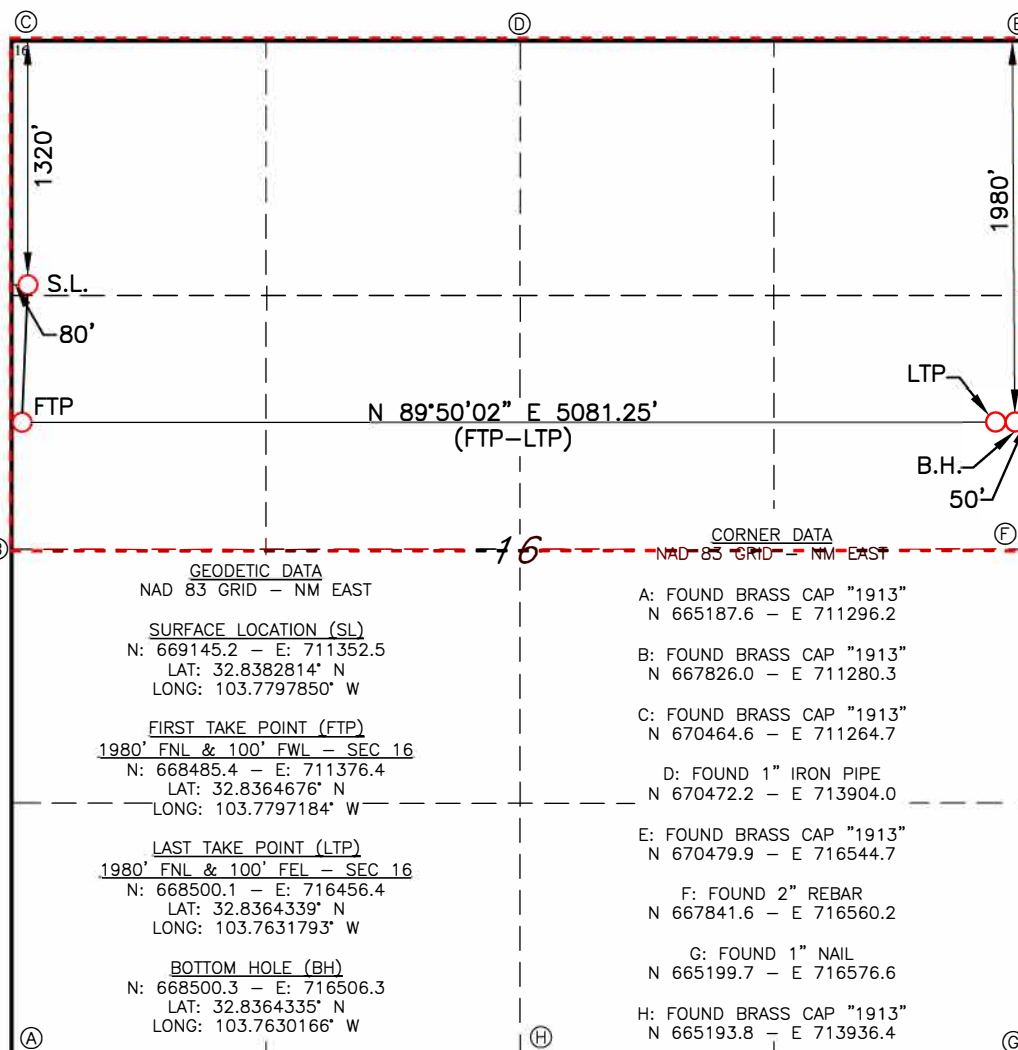 Ⓒ
Ⓓ
16
1320'
1980'
S.L.
80'
FTP
LTP
N 89°50'02" E 5081.25'
(FTP-LTP)
B.H.
50'
Ⓕ
16
GEODETIC DATA
NAD 83 GRID - NM EAST
SURFACE LOCATION (SL)
N: 669145.2 - E: 711352.5
LAT: 32.8382814° N
LONG: 103.7797850° W
FIRST TAKE POINT (FTP)
1980' FNL & 100' FWL - SEC 16
N: 668485.4 - E: 711376.4
LAT: 32.8364676° N
LONG: 103.7797184° W
LAST TAKE POINT (LTP)
1980' FNL & 100' FEL - SEC 16
N: 668500.1 - E: 716456.4
LAT: 32.8364339° N
LONG: 103.7631793° W
BOTTOM HOLE (BH)
N: 668500.3 - E: 716506.3
LAT: 32.8364335° N
LONG: 103.7630166° W
CORNER DATA
NAD 83 GRID - NM EAST
A: FOUND BRASS CAP "1913"
N 665187.6 - E 711296.2
B: FOUND BRASS CAP "1913"
N 667826.0 - E 711280.3
C: FOUND BRASS CAP "1913"
N 670464.6 - E 711264.7
D: FOUND 1" IRON PIPE
N 670472.2 - E 713904.0
E: FOUND BRASS CAP "1913"
N 670479.9 - E 716544.7
F: FOUND 2" REBAR
N 667841.6 - E 716560.2
G: FOUND 1" NAIL
N 665199.7 - E 716576.6
H: FOUND BRASS CAP "1913"
N 665193.8 - E 713936.4
Ⓐ
Ⓗ